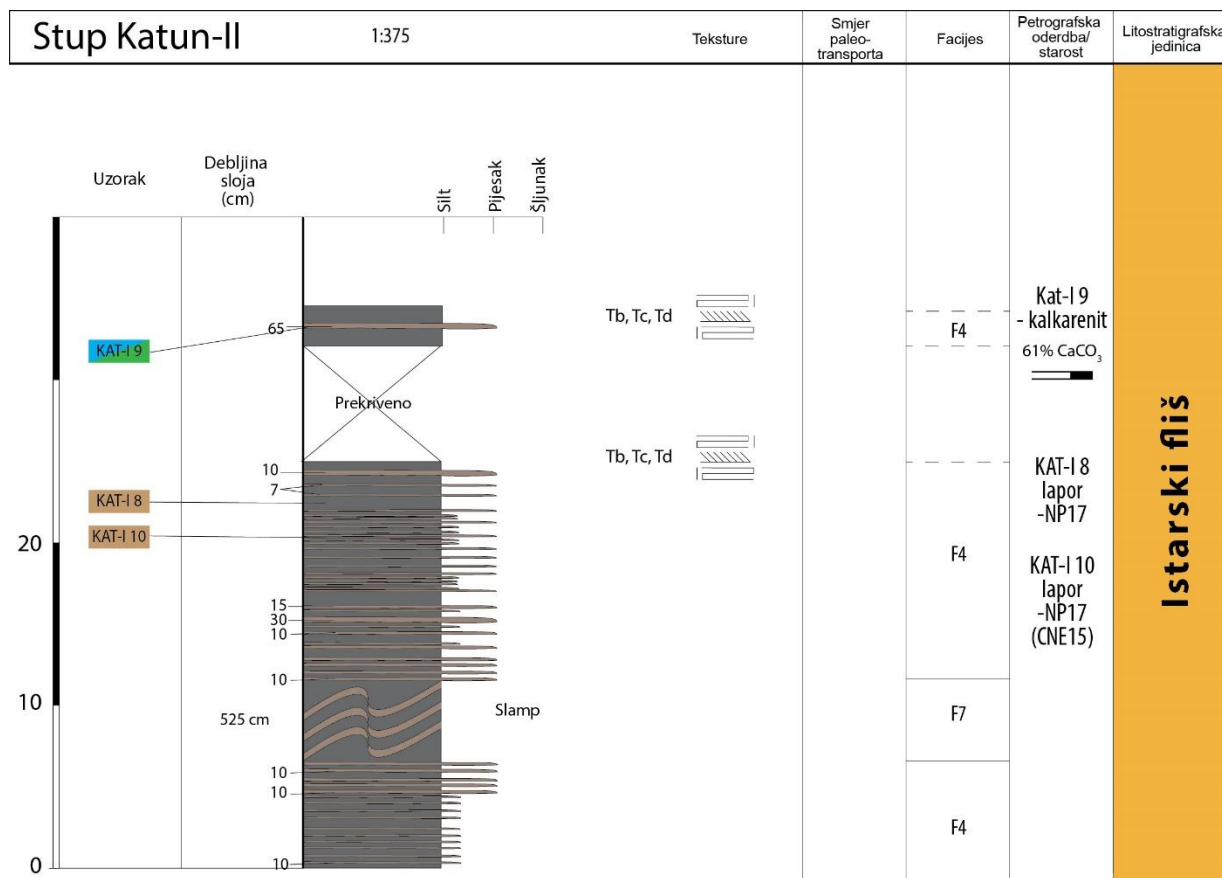 Stup Katun-II
1:375
Teksture
Smjer
paleo-
transporta
Facijes
Petrografska
oderdba/
starost
Litostratigrafska
jedinica
Uzorak
Debljina
sloja
(cm)
Silt
Pijesak
Šljunak
65
KAT-I 9
Tb, Tc, Td
F4
Kat-I 9
- kalkarenit
61% CaCO₃
Prekriveno
10
7
KAT-I 8
KAT-I 10
Tb, Tc, Td
KAT-I 8
lapor
-NP17
20
F4
KAT-I 10
lapor
-NP17
(CNE15)
15
30
10
10
10
525 cm
Slamp
F7
10
10
F4
0
10
Istarski fliš